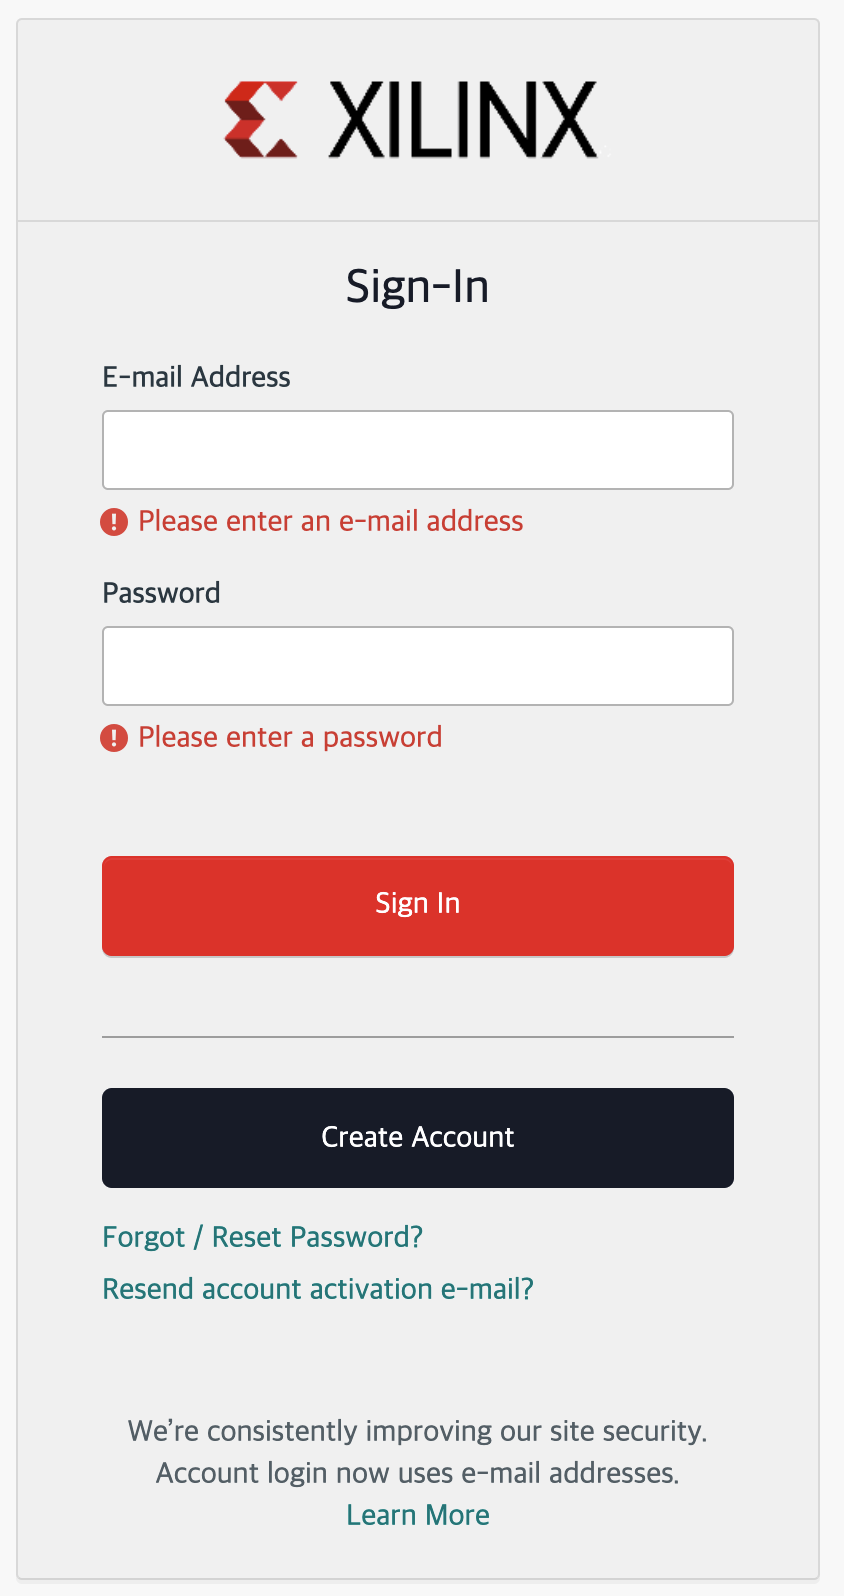 XILINX
Sign-In
E-mail Address
Please enter an e-mail address
Password
Please enter a password
Sign In
Create Account
Forgot / Reset Password?
Resend account activation e-mail?
We're consistently improving our site security.
Account login now uses e-mail addresses.
Learn More